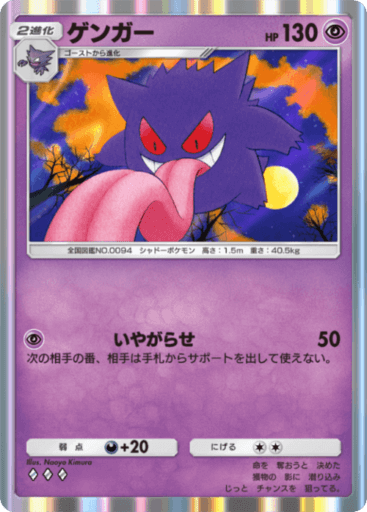 2進化
ゲンガー
HP 130
ゴーストから進化
全国図鑑NO.0094 シャドーポケモン 高さ：1.5m 重さ：40.5kg
いやがらせ 50
次の相手の番、相手は手札からサポートを出して使えない。
弱点 +20
にげる
Illus. Naoyo Kimura
命を 奪おうと 決めた
獲物の 影に 潜り込み
じっと チャンスを 狙ってる。